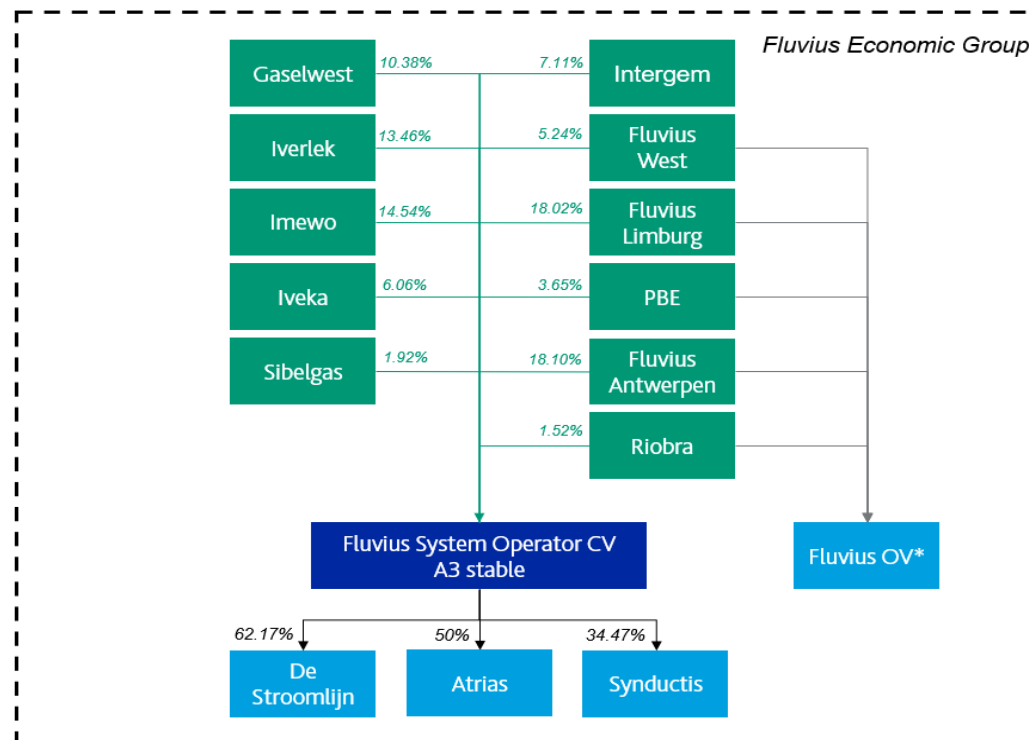 Fluvius Economic Group
Gaselwest
10.38%
7.11%
Intergem
Iverlek
13.46%
5.24%
Fluvius
West
Imewo
14.54%
18.02%
Fluvius
Limburg
Iveka
6.06%
3.65%
PBE
Sibelgas
1.92%
18.10%
Fluvius
Antwerpen
1.52%
Riobra
Fluvius System Operator CV
A3 stable
Fluvius OV*
62.17%
50%
34.47%
De
Stroomlijn
Atrias
Synductis